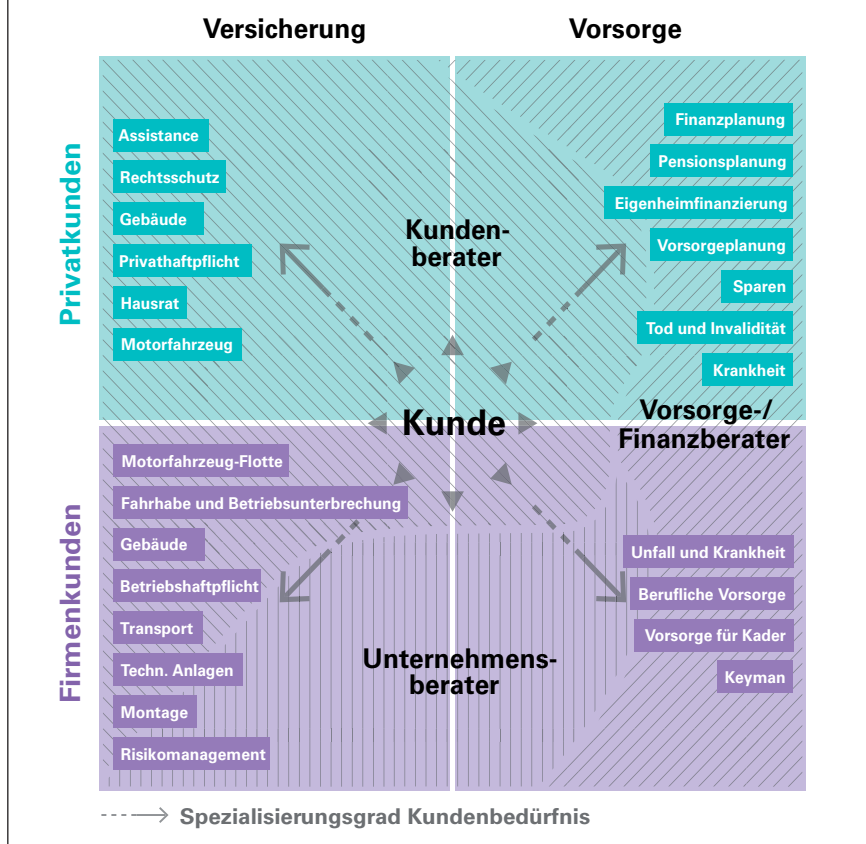 Versicherung
Vorsorge
Privatkunden
Assistance
Rechtsschutz
Gebäude
Privathaftpflicht
Hausrat
Motorfahrzeug
Kunden-
berater
Finanzplanung
Pensionsplanung
Eigenheimfinanzierung
Vorsorgeplanung
Sparen
Tod und Invalidität
Krankheit
Kunde
Vorsorge-/
Finanzberater
Firmenkunden
Motorfahrzeug-Flotte
Fahrhabe und Betriebsunterbrechung
Gebäude
Betriebshaftpflicht
Transport
Techn. Anlagen
Montage
Risikomanagement
Unternehmens-
berater
Unfall und Krankheit
Berufliche Vorsorge
Vorsorge für Kader
Keyman
Spezialisierungsgrad Kundenbedürfnis